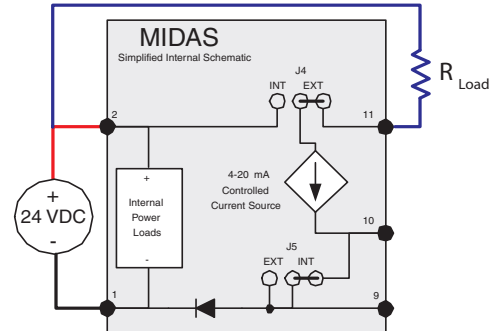 MIDAS
Simplified Internal Schematic
J4
INT EXT
2
11
R Load
+
Internal
Power
Loads
-
4-20 mA
Controlled
Current Source
+
24 VDC
-
10
J5
EXT INT
1
9